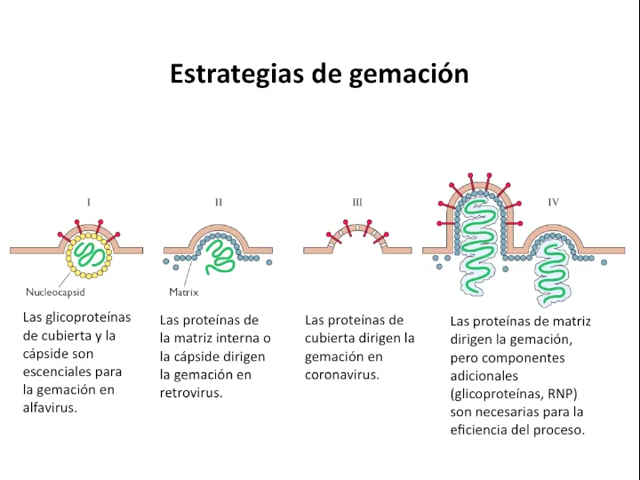 Estrategias de gemación
I
II
III
IV
Nucleocapsid
Matrix
Las glicoproteínas
de cubierta y la
cápside son
escenciales para
la gemación en
alfavirus.
Las proteínas de
la matriz interna o
la cápside dirigen
la gemación en
retrovirus.
Las proteínas de
cubierta dirigen la
gemación en
coronavirus.
Las proteínas de matriz
dirigen la gemación,
pero componentes
adicionales
(glicoproteínas, RNP)
son necesarias para la
eficiencia del proceso.